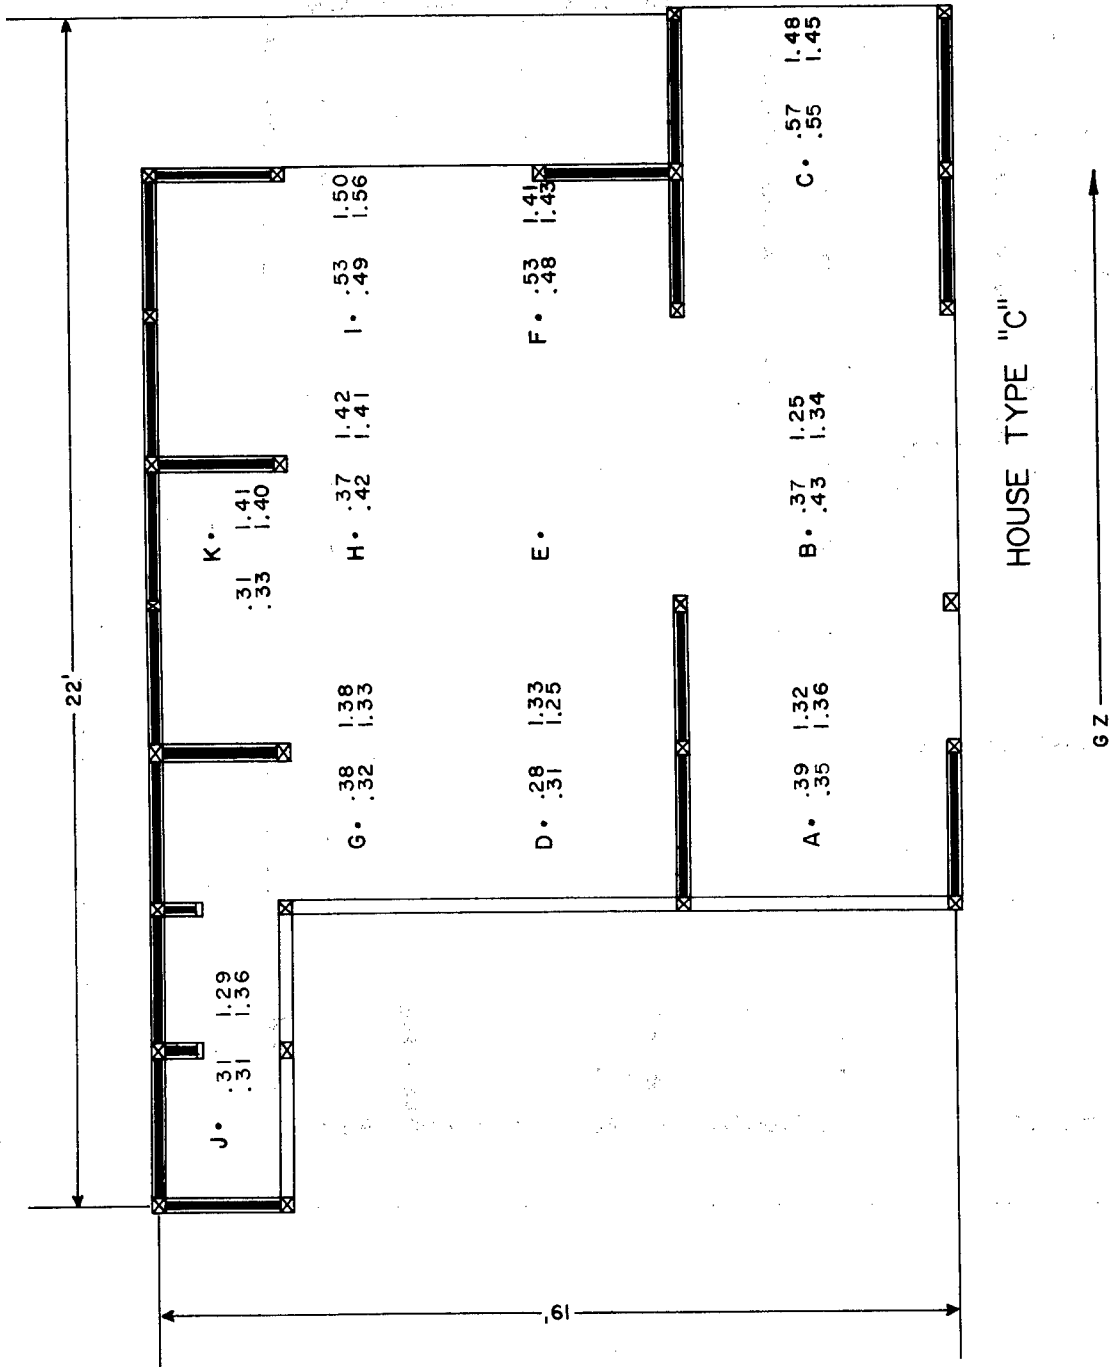 22'
19'
J • .31 1.29
.31 1.36
K •
.31 1.41
.33 1.40
G • .38 1.38
.32 1.33
H • .37 1.42
.42 1.41
I • .53 1.50
.49 1.56
D • .28 1.33
.31 1.25
E •
F • .53 1.41
.48 1.43
A • .39 1.32
.35 1.36
B • .37 1.25
.43 1.34
C • .57 1.48
.55 1.45
HOUSE TYPE "C"
GZ